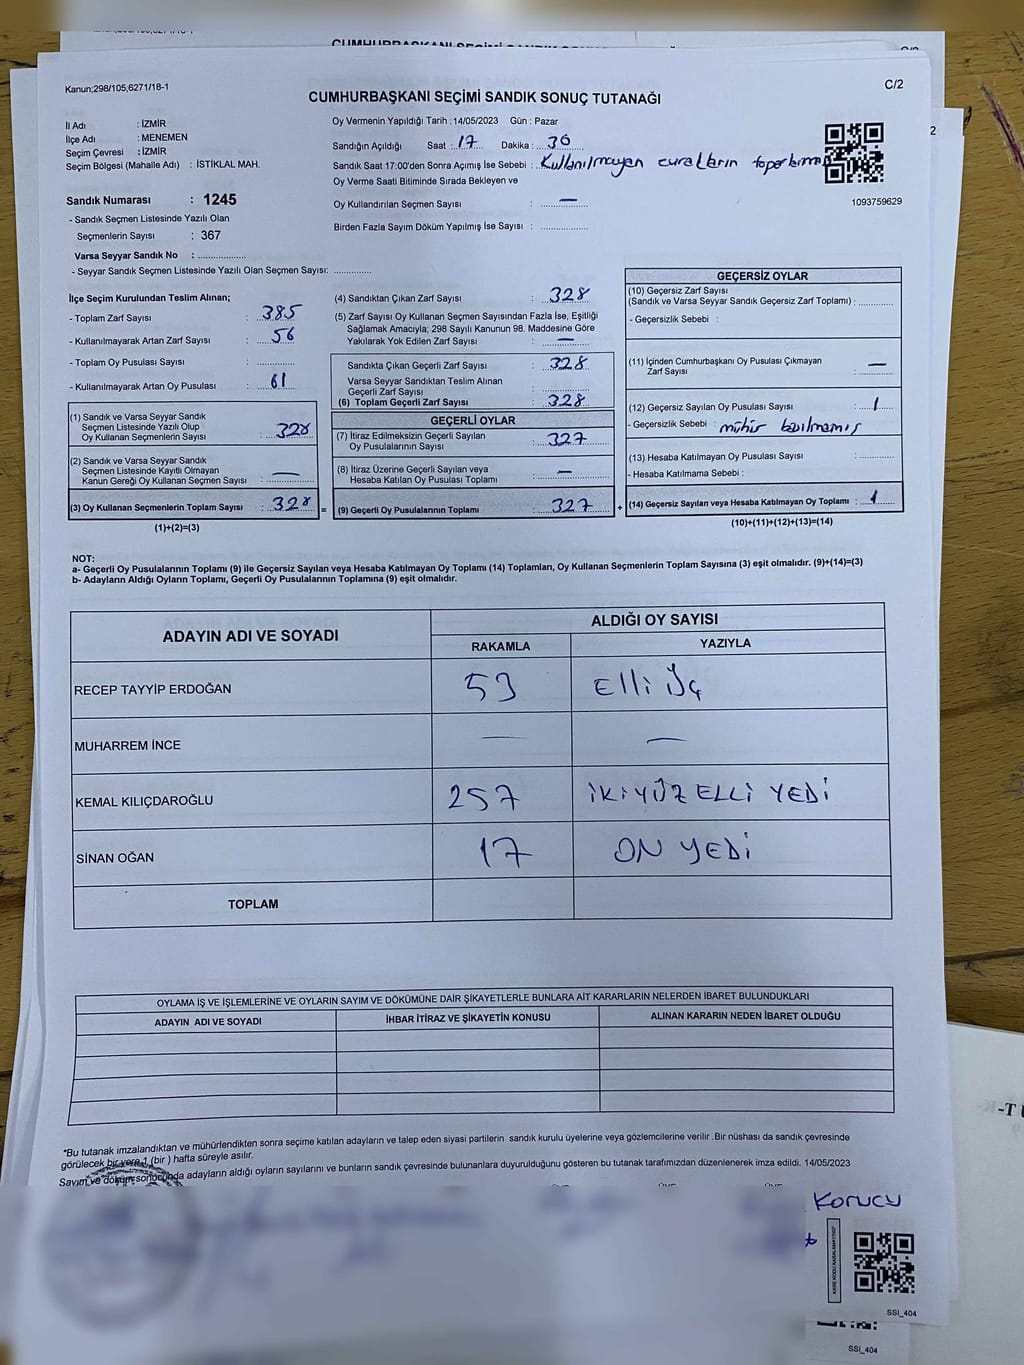 CUMHURBAŞKANI SEÇİMİ SANDIK SONUÇ TUTANAĞI
Kanun;298/105;6271/18-1
C/2
İl Adı : İZMİR
İlçe Adı : MENEMEN
Seçim Çevresi : İZMİR
Seçim Bölgesi (Mahalle Adı) : İSTİKLAL MAH.
Oy Vermenin Yapıldığı Tarih :14/05/2023 Gün : Pazar
Sandığın Açıldığı Saat : 17 Dakika : 30
Sandık Saat 17:00'den Sonra Açımış İse Sebebi : Kullanılmayan
Oy Verme Saati Bitiminde Sırada Bekleyen ve
Oy Kullandırılan Seçmen Sayısı : —
Birden Fazla Sayım Döküm Yapılmış İse Sayısı :
1093759629
Sandık Numarası : 1245
- Sandık Seçmen Listesinde Yazılı Olan
Seçmenlerin Sayısı : 367
Varsa Seyyar Sandık No :
- Seyyar Sandık Seçmen Listesinde Yazılı Olan Seçmen Sayısı:
İlçe Seçim Kurulundan Teslim Alınan;
- Toplam Zarf Sayısı : 385
- Kullanılmayarak Artan Zarf Sayısı : 56
- Toplam Oy Pusulası Sayısı :
- Kullanılmayarak Artan Oy Pusulası : 61
(1) Sandık ve Varsa Seyyar Sandık
Seçmen Listesinde Yazılı Olup
Oy Kullanan Seçmenlerin Sayısı : 328
(2) Sandık ve Varsa Seyyar Sandık
Seçmen Listesinde Kayıtlı Olmayan
Kanun Gereği Oy Kullanan Seçmen Sayısı : —
(3) Oy Kullanan Seçmenlerin Toplam Sayısı : 328 =
(1)+(2)=(3)
(4) Sandıktan Çıkan Zarf Sayısı : 328
(5) Zarf Sayısı Oy Kullanan Seçmen Sayısından Fazla İse, Eşitliği
Sağlamak Amacıyla; 298 Sayılı Kanunun 98. Maddesine Göre
Yakılarak Yok Edilen Zarf Sayısı : —
Sandıkta Çıkan Geçerli Zarf Sayısı : 328
Varsa Seyyar Sandıktan Teslim Alınan
Geçerli Zarf Sayısı :
(6) Toplam Geçerli Zarf Sayısı : 328
GEÇERLİ OYLAR
(7) İtiraz Edilmeksizin Geçerli Sayılan
Oy Pusulalarının Sayısı : 327
(8) İtiraz Üzerine Geçerli Sayılan veya
Hesaba Katılan Oy Pusulası Toplamı : —
(9) Geçerli Oy Pusulalarının Toplamı : 327 +
GEÇERSİZ OYLAR
(10) Geçersiz Zarf Sayısı
(Sandık ve Varsa Seyyar Sandık Geçersiz Zarf Toplamı) :
- Geçersizlik Sebebi :
(11) İçinden Cumhurbaşkanı Oy Pusulası Çıkmayan
Zarf Sayısı : —
(12) Geçersiz Sayılan Oy Pusulası Sayısı : 1
- Geçersizlik Sebebi : mühür basılmamış
(13) Hesaba Katılmayan Oy Pusulası Sayısı :
- Hesaba Katılmama Sebebi :
(14) Geçersiz Sayılan veya Hesaba Katılmayan Oy Toplamı : 1
(10)+(11)+(12)+(13)=(14)
NOT:
a- Geçerli Oy Pusulalarının Toplamı (9) ile Geçersiz Sayılan veya Hesaba Katılmayan Oy Toplamı (14) Toplamları, Oy Kullanan Seçmenlerin Toplam Sayısına (3) eşit olmalıdır. (9)+(14)=(3)
b- Adayların Aldığı Oyların Toplamı, Geçerli Oy Pusulalarının Toplamına (9) eşit olmalıdır.
ADAYIN ADI VE SOYADI ALDIĞI OY SAYISI
RAKAMLA YAZIYLA
RECEP TAYYİP ERDOĞAN 53 Elli Üç
MUHARREM İNCE — —
KEMAL KILIÇDAROĞLU 257 İKİYÜZ ELLİ YEDİ
SİNAN OĞAN 17 ON YEDİ
TOPLAM
OYLAMA İŞ VE İŞLEMLERİNE VE OYLARIN SAYIM VE DÖKÜMÜNE DAİR ŞİKAYETLERLE BUNLARA AİT KARARLARIN NELERDEN İBARET BULUNDUKLARI
ADAYIN ADI VE SOYADI İHBAR İTİRAZ VE ŞİKAYETİN KONUSU ALINAN KARARIN NEDEN İBARET OLDUĞU
*Bu tutanak imzalandıktan ve mühürlendikten sonra seçime katılan adayların ve talep eden siyasi partilerin sandık kurulu üyelerine veya gözlemcilerine verilir .Bir nüshası da sandık çevresinde
görülecek bir yere 1 (bir ) hafta süreyle asılır.
Sayım ve döküm sonucunda adayların aldığı oyların sayılarını ve bunların sandık çevresinde bulunanlara duyurulduğunu gösteren bu tutanak tarafımızdan düzenlenerek imza edildi. 14/05/2023
Korucu
SSI_404
SSI_404